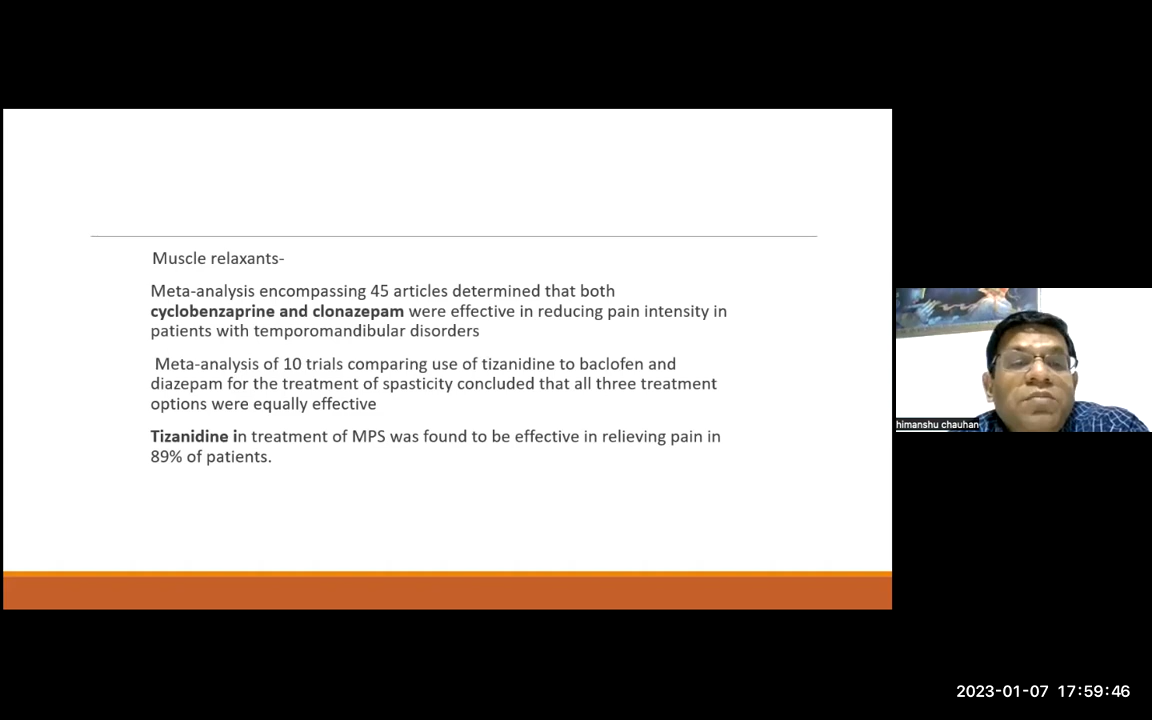 Muscle relaxants-
Meta-analysis encompassing 45 articles determined that both
cyclobenzaprine and clonazepam were effective in reducing pain intensity in
patients with temporomandibular disorders
Meta-analysis of 10 trials comparing use of tizanidine to baclofen and
diazepam for the treatment of spasticity concluded that all three treatment
options were equally effective
Tizanidine in treatment of MPS was found to be effective in relieving pain in
89% of patients.
himanshu chauhan
2023-01-07 17:59:46